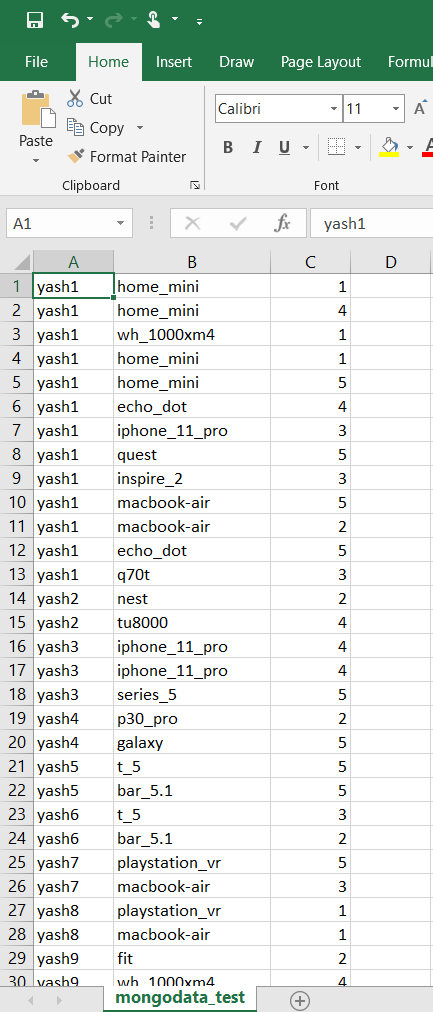 File Home Insert Draw Page Layout Formul
Cut
Copy
Paste
Format Painter
Clipboard
Calibri 11 A
B I U A
Font
A1 fx yash1
A B C D
1 yash1 home_mini 1
2 yash1 home_mini 4
3 yash1 wh_1000xm4 1
4 yash1 home_mini 1
5 yash1 home_mini 5
6 yash1 echo_dot 4
7 yash1 iphone_11_pro 3
8 yash1 quest 5
9 yash1 inspire_2 3
10 yash1 macbook-air 5
11 yash1 macbook-air 2
12 yash1 echo_dot 5
13 yash1 q70t 3
14 yash2 nest 2
15 yash2 tu8000 4
16 yash3 iphone_11_pro 4
17 yash3 iphone_11_pro 4
18 yash3 series_5 5
19 yash4 p30_pro 2
20 yash4 galaxy 5
21 yash5 t_5 5
22 yash5 bar_5.1 5
23 yash6 t_5 3
24 yash6 bar_5.1 2
25 yash7 playstation_vr 5
26 yash7 macbook-air 3
27 yash8 playstation_vr 1
28 yash8 macbook-air 1
29 yash9 fit 2
30 yash9 wh_1000xm4 4
mongodata_test